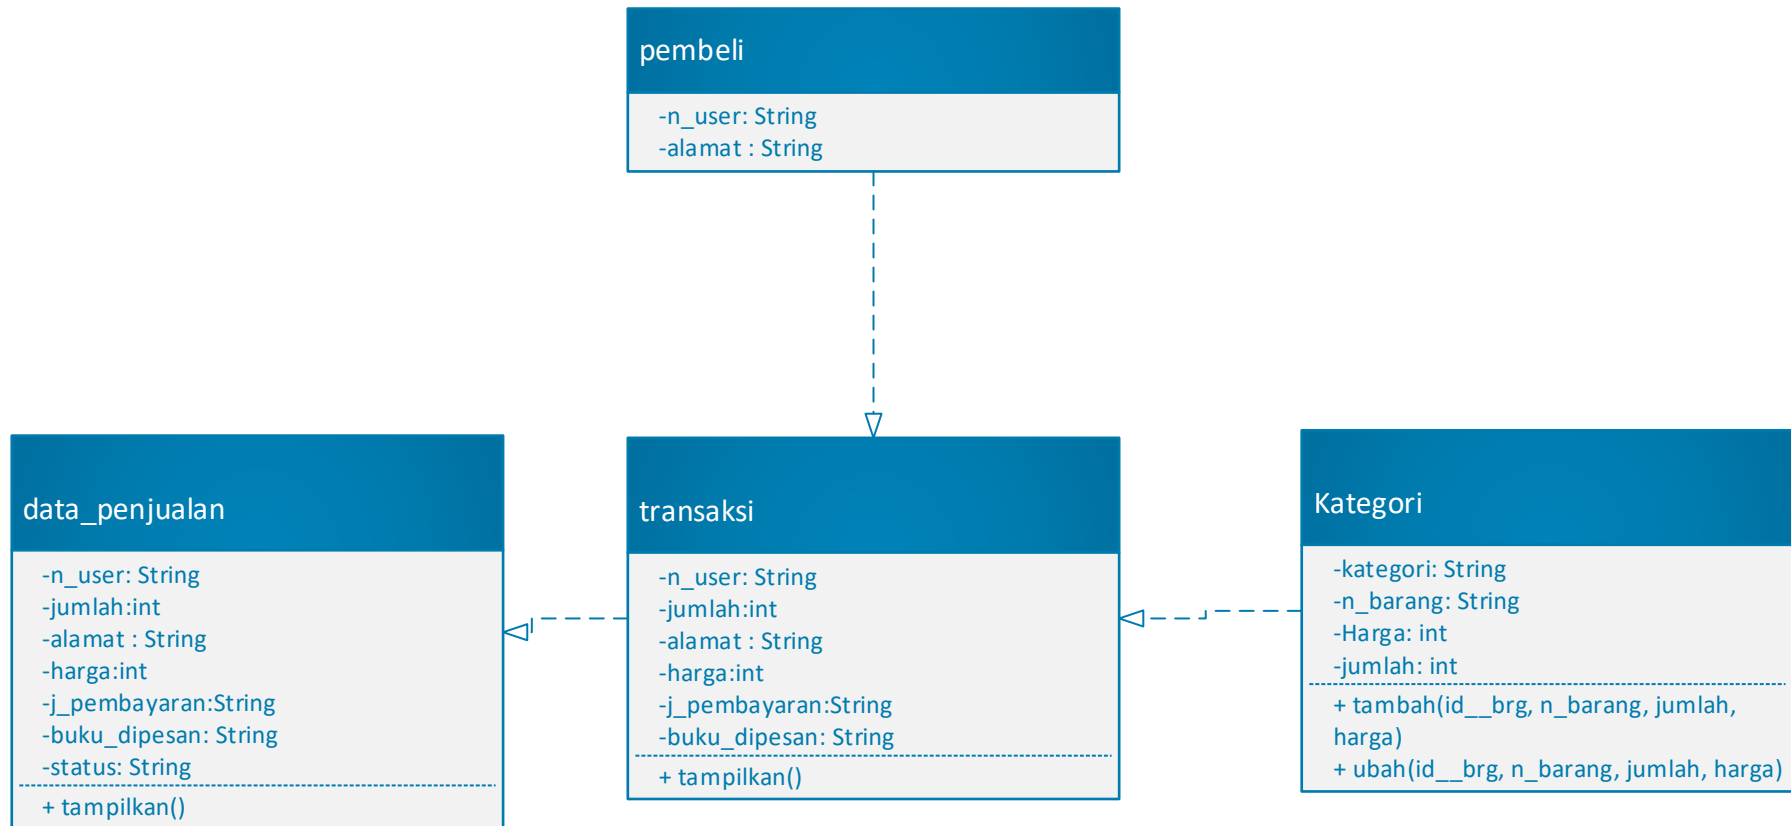 pembeli
-n_user: String
-alamat : String
data_penjualan
-n_user: String
-jumlah:int
-alamat : String
-harga:int
-j_pembayaran:String
-buku_dipesan: String
-status: String
+ tampilkan()
transaksi
-n_user: String
-jumlah:int
-alamat : String
-harga:int
-j_pembayaran:String
-buku_dipesan: String
+ tampilkan()
Kategori
-kategori: String
-n_barang: String
-Harga: int
-jumlah: int
+ tambah(id__brg, n_barang, jumlah,
harga)
+ ubah(id__brg, n_barang, jumlah, harga)